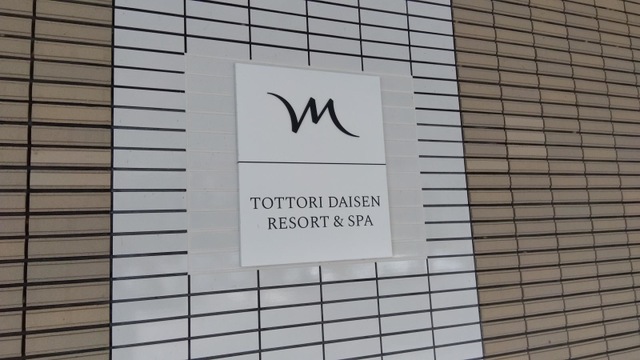 M
TOTTORI DAISEN
RESORT & SPA